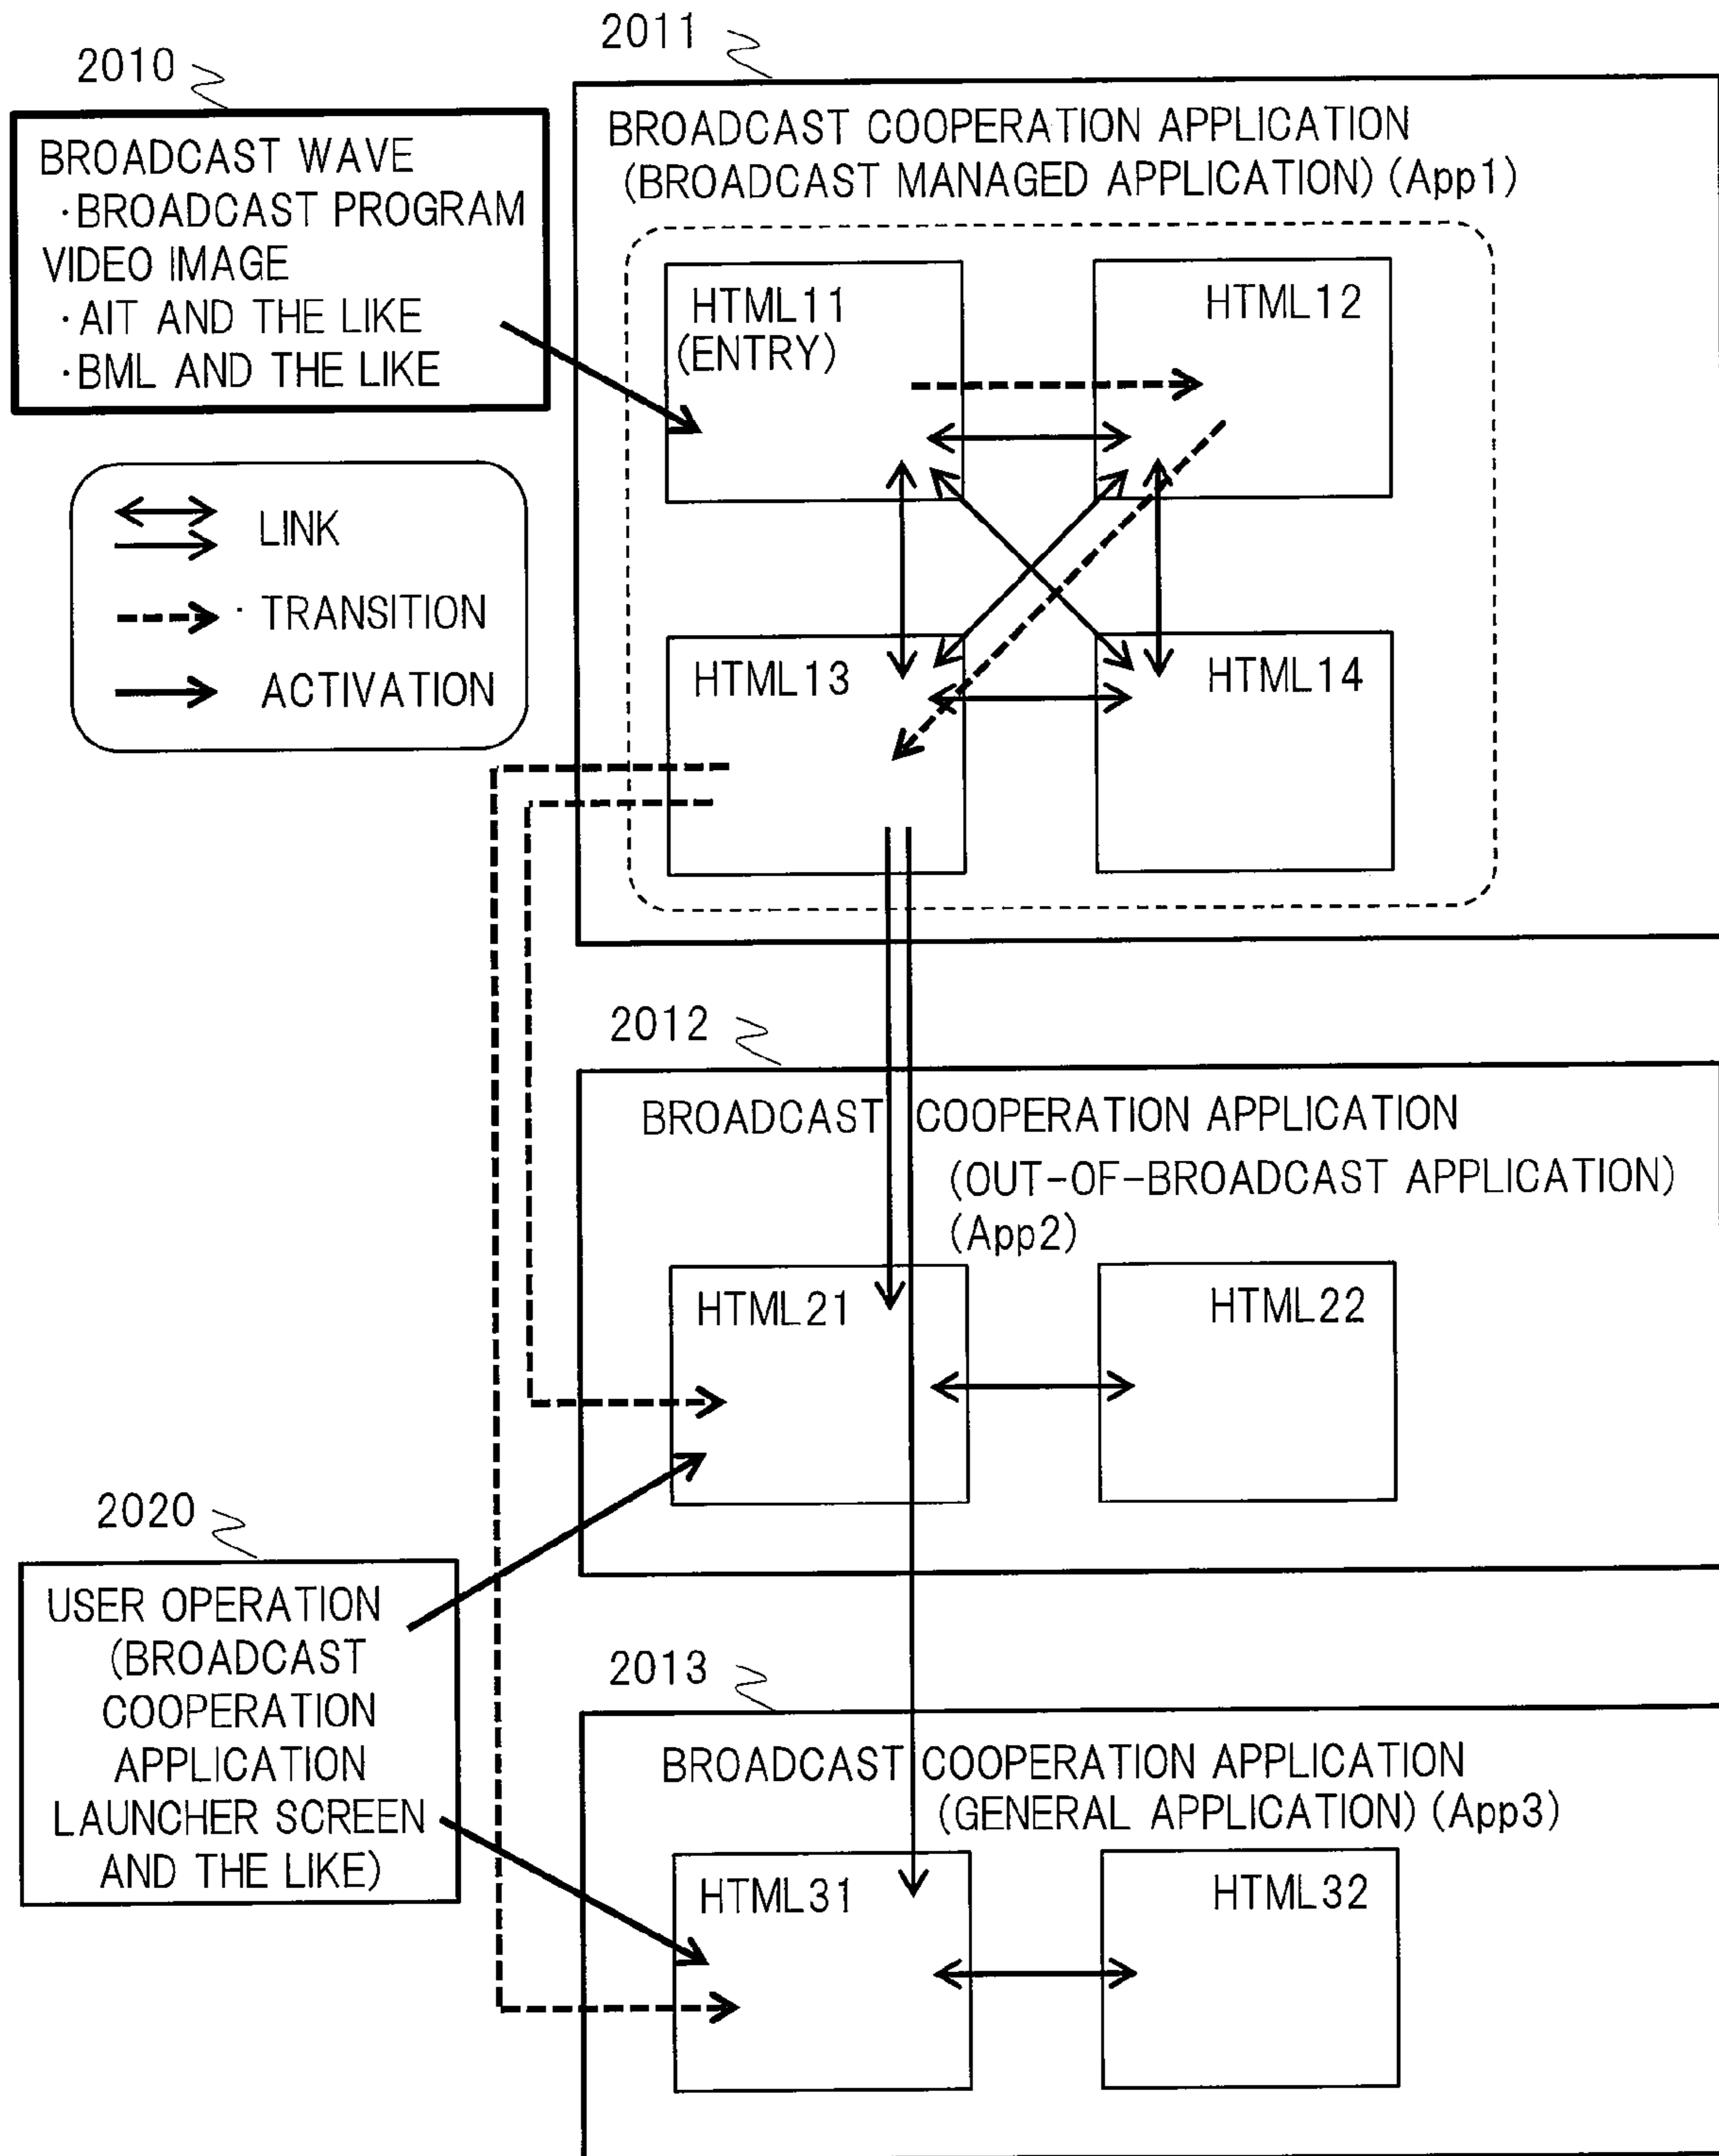 2010
BROADCAST WAVE
·BROADCAST PROGRAM
VIDEO IMAGE
·AIT AND THE LIKE
·BML AND THE LIKE
LINK
TRANSITION
ACTIVATION
2011
BROADCAST COOPERATION APPLICATION
(BROADCAST MANAGED APPLICATION) (App1)
HTML11
(ENTRY)
HTML12
HTML13
HTML14
2012
BROADCAST COOPERATION APPLICATION
(OUT-OF-BROADCAST APPLICATION)
(App2)
HTML21
HTML22
2020
USER OPERATION
(BROADCAST
COOPERATION
APPLICATION
LAUNCHER SCREEN
AND THE LIKE)
2013
BROADCAST COOPERATION APPLICATION
(GENERAL APPLICATION) (App3)
HTML31
HTML32